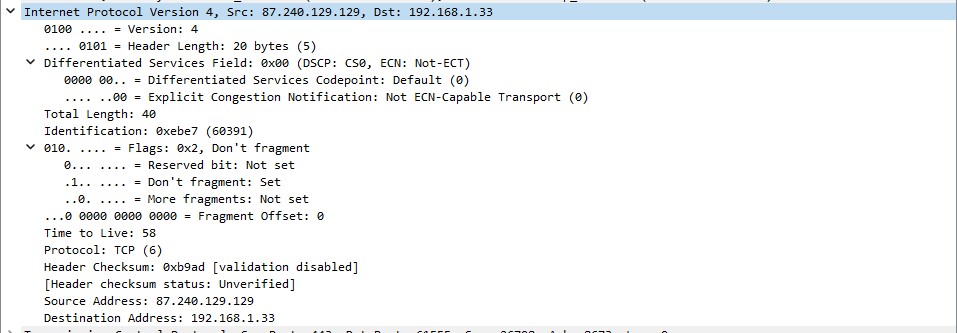 Internet Protocol Version 4, Src: 87.240.129.129, Dst: 192.168.1.33
0100 .... = Version: 4
.... 0101 = Header Length: 20 bytes (5)
Differentiated Services Field: 0x00 (DSCP: CS0, ECN: Not-ECT)
0000 00.. = Differentiated Services Codepoint: Default (0)
.... ..00 = Explicit Congestion Notification: Not ECN-Capable Transport (0)
Total Length: 40
Identification: 0xebe7 (60391)
010. .... = Flags: 0x2, Don't fragment
0... .... = Reserved bit: Not set
.1.. .... = Don't fragment: Set
..0. .... = More fragments: Not set
...0 0000 0000 0000 = Fragment Offset: 0
Time to Live: 58
Protocol: TCP (6)
Header Checksum: 0xb9ad [validation disabled]
[Header checksum status: Unverified]
Source Address: 87.240.129.129
Destination Address: 192.168.1.33